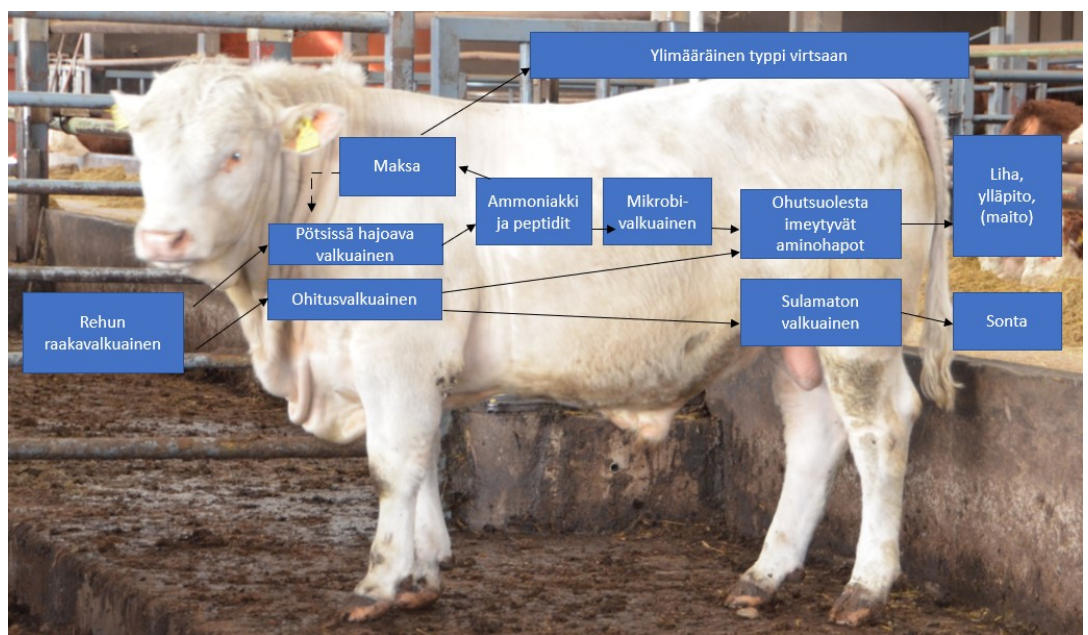 Ylimääräinen typpi virtsaan
Maksa
Ammoniakki
ja peptidit
Mikrobi-
valkuainen
Ohutsuolesta
imeytyvät
aminohapot
Liha,
ylläpito,
(maito)
Pötsissä hajoava
valkuainen
Ohitusvalkuainen
Rehun
raakavalkuainen
Sulamaton
valkuainen
Sonta